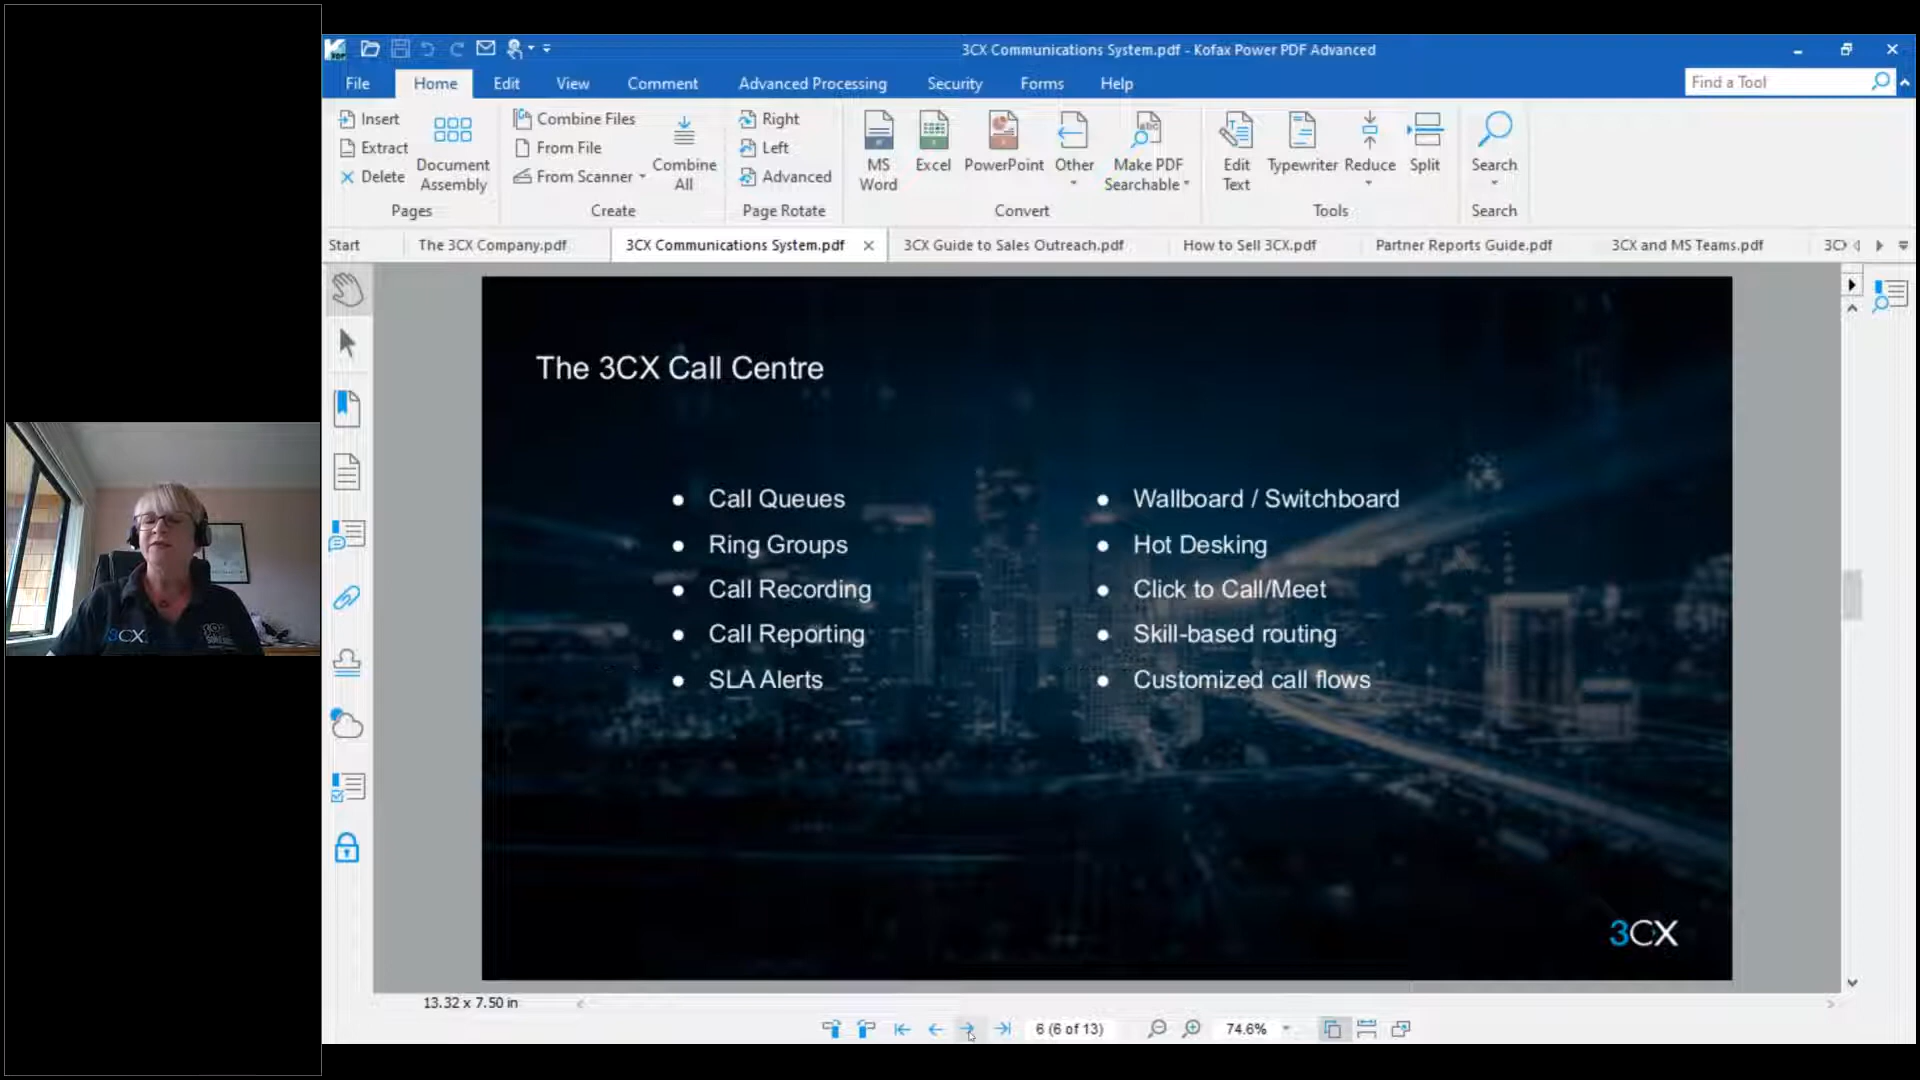 3CX Communications System.pdf - Kofax Power PDF Advanced
File Home Edit View Comment Advanced Processing Security Forms Help
Find a Tool
Insert
Extract
Delete
Document
Assembly
Pages
Combine Files
From File
From Scanner
Combine
All
Create
Right
Left
Advanced
Page Rotate
MS
Word
Excel
PowerPoint
Other
Make PDF
Searchable
Convert
Edit
Text
Typewriter
Reduce
Split
Tools
Search
Search
Start
The 3CX Company.pdf
3CX Communications System.pdf
3CX Guide to Sales Outreach.pdf
How to Sell 3CX.pdf
Partner Reports Guide.pdf
3CX and MS Teams.pdf
The 3CX Call Centre
• Call Queues
• Ring Groups
• Call Recording
• Call Reporting
• SLA Alerts
• Wallboard / Switchboard
• Hot Desking
• Click to Call/Meet
• Skill-based routing
• Customized call flows
3CX
3CX
13.32 x 7.50 in
6 (6 of 13)
74.6%